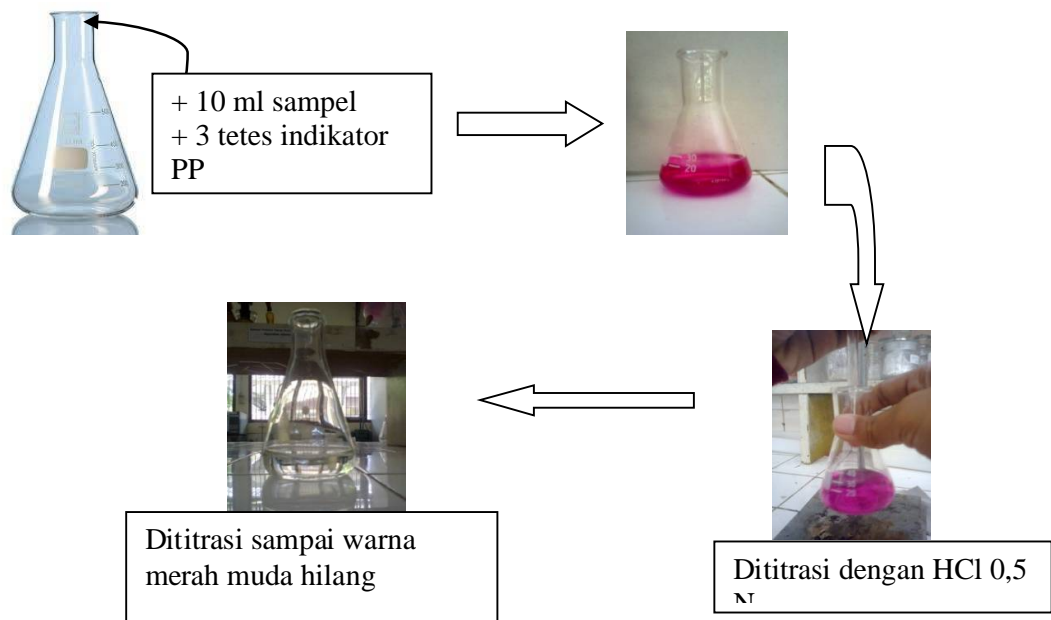 + 10 ml sampel
+ 3 tetes indikator
PP
Dititrasi dengan HCl 0,5
N
Dititrasi sampai warna
merah muda hilang